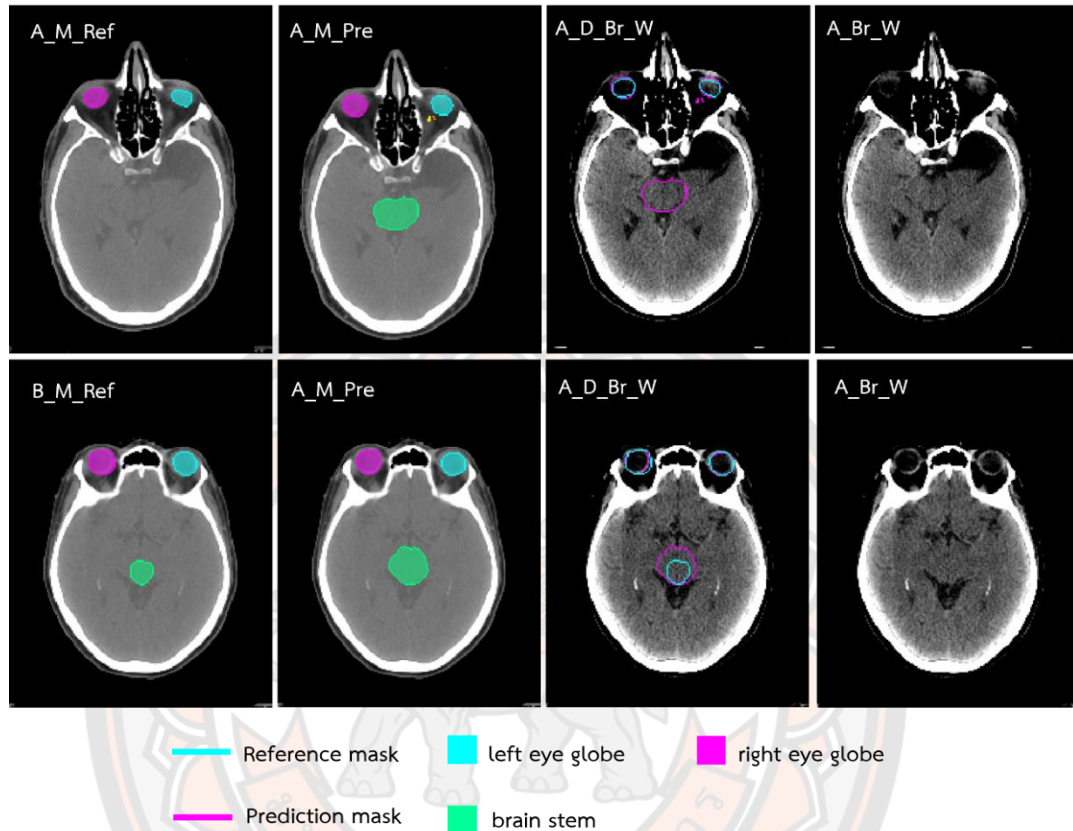 A_M_Ref
A_M_Pre
A_D_Br_W
A_Br_W
B_M_Ref
A_M_Pre
A_D_Br_W
A_Br_W
Reference mask
left eye globe
right eye globe
Prediction mask
brain stem